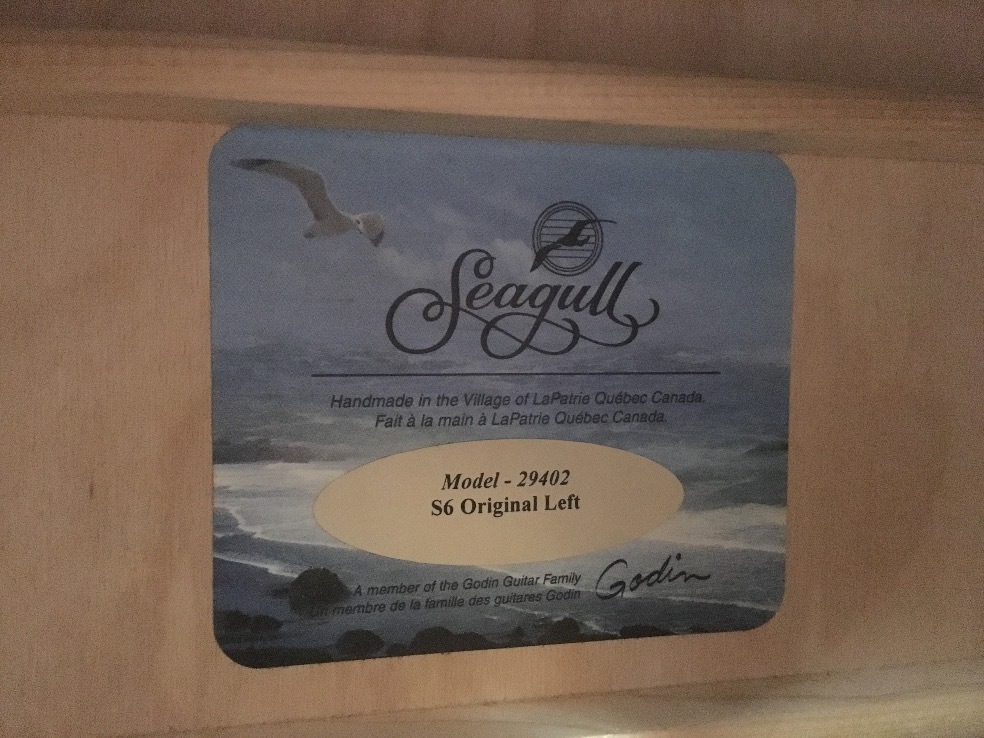 Seagull
Handmade in the Village of LaPatrie Québec Canada.
Fait à la main à LaPatrie Québec Canada.
Model - 29402
S6 Original Left
A member of the Godin Guitar Family
Un membre de la famille des guitares Godin
Godin